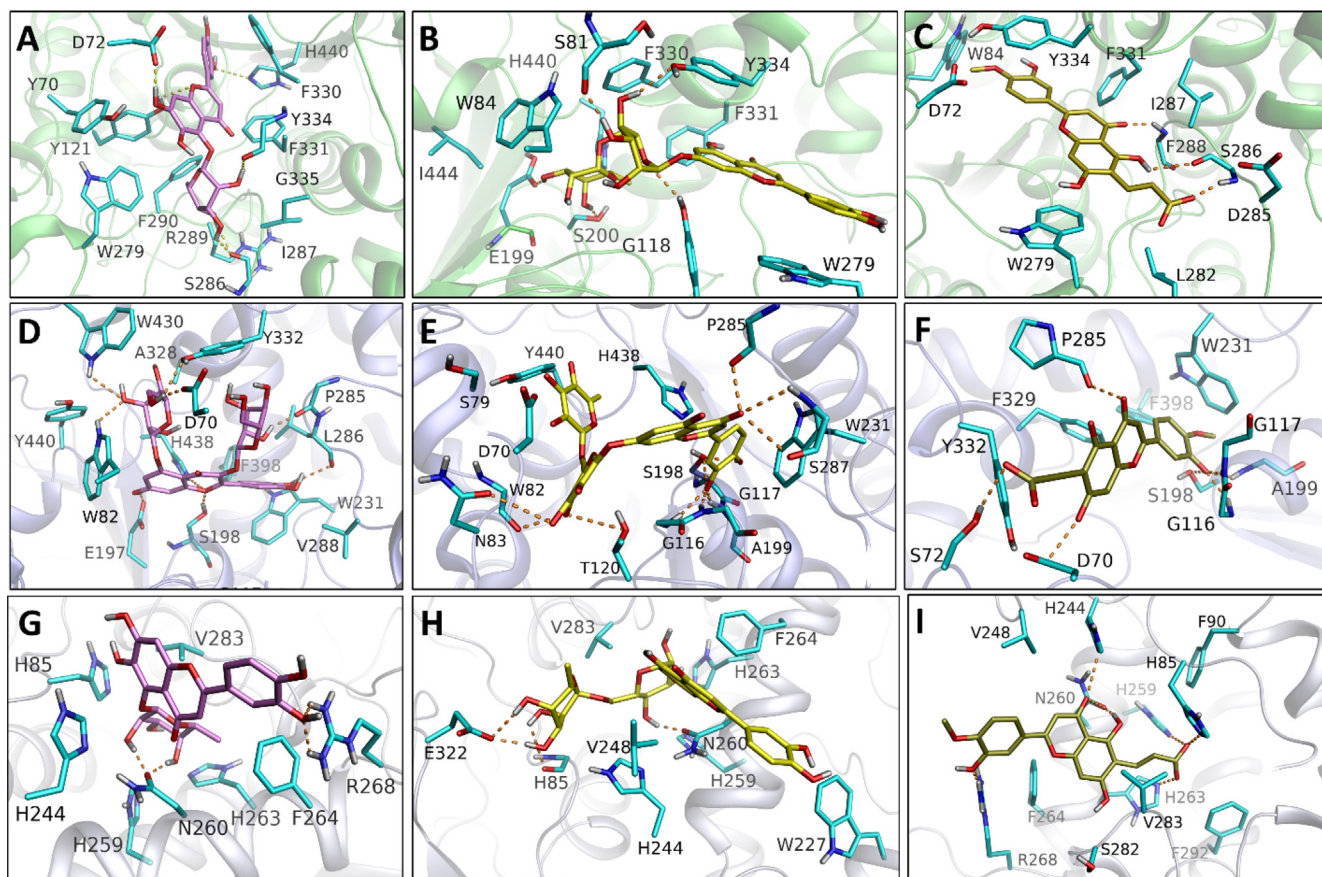 A
D72
H440
Y70
F330
Y334
Y121
F331
G335
F290
R289
W279
I287
S286
B
S81
F330
H440
Y334
W84
F331
I444
S200
G118
E199
W279
C
W84
Y334
F331
D72
I287
F288
S286
D285
W279
L282
D
W430
Y332
A328
P285
D70
Y440
H438
L286
F398
W82
W231
S198
E197
V288
E
P285
Y440
H438
S79
D70
W231
S287
S198
W82
G117
N83
G116
A199
T120
F
P285
W231
F329
F398
Y332
G117
S198
A199
G116
S72
D70
G
V283
H85
H244
R268
H263
F264
N260
H259
H
V283
F264
H263
E322
V248
N260
H85
H259
H244
W227
I
H244
V248
F90
H85
H259
N260
H263
F264
V283
R268
S282
F292